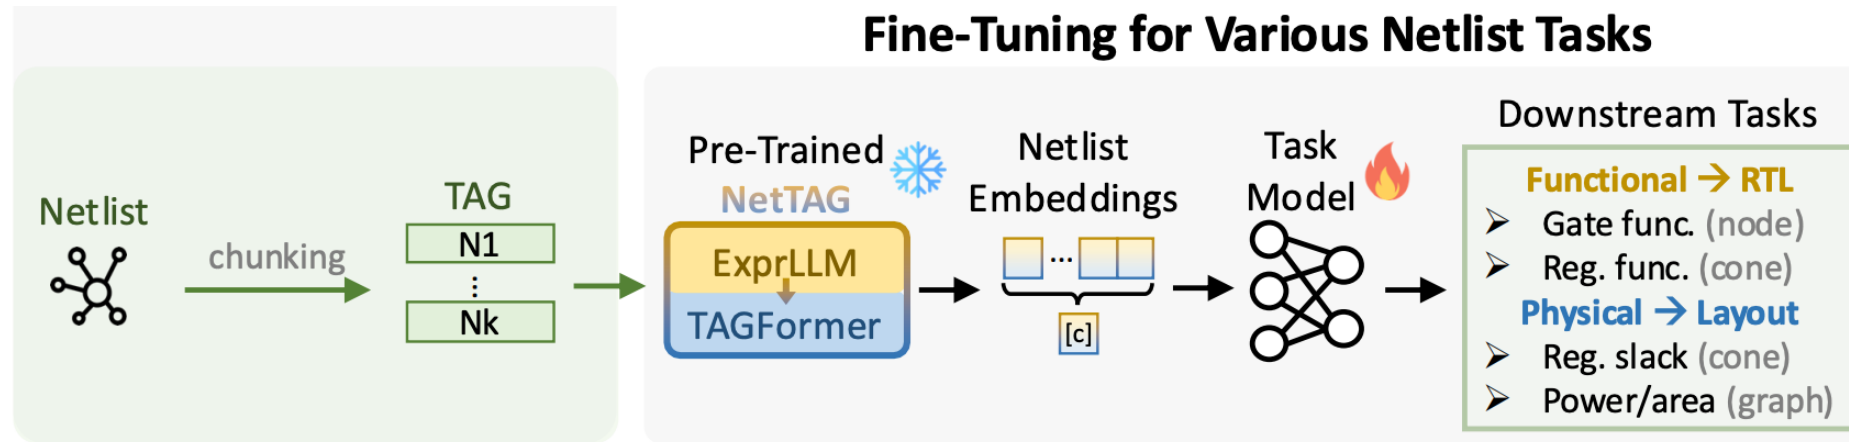 Fine-Tuning for Various Netlist Tasks
Netlist
chunking
TAG
N1
⋮
Nk
Pre-Trained
NetTAG
ExprLLM
TAGFormer
Netlist
Embeddings
...
[c]
Task
Model
Downstream Tasks
Functional → RTL
➢ Gate func. (node)
➢ Reg. func. (cone)
Physical → Layout
➢ Reg. slack (cone)
➢ Power/area (graph)